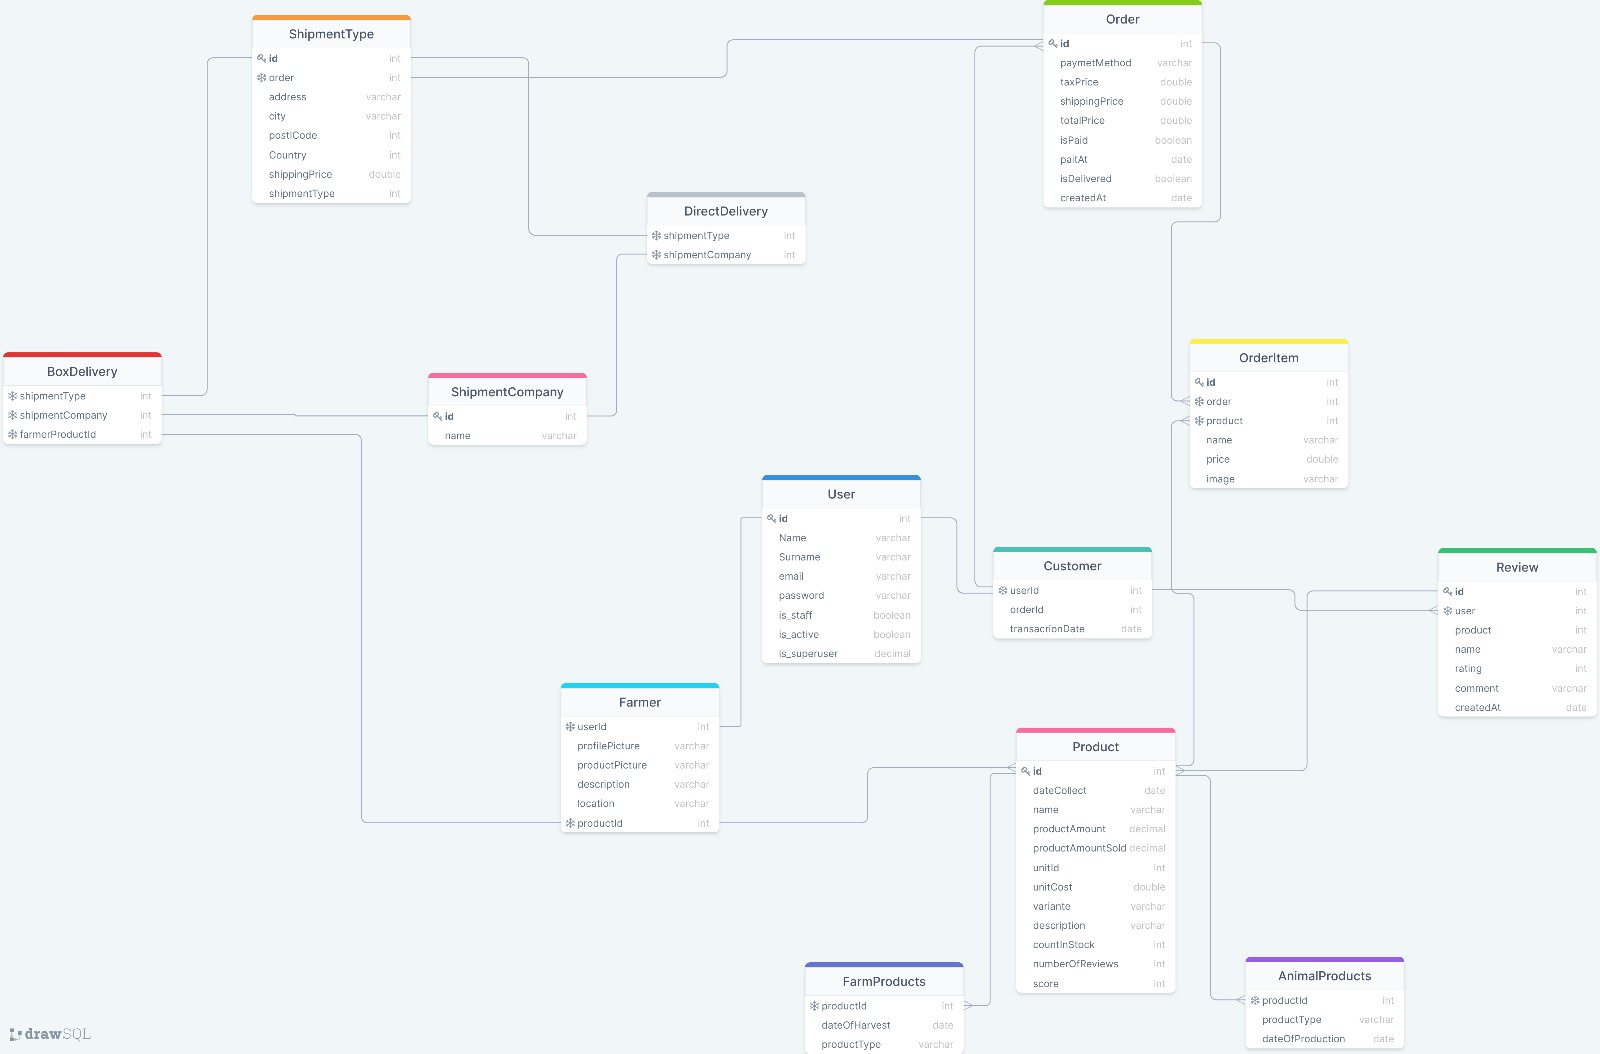 ShipmentType
id int
order int
address varchar
city varchar
postlCode int
Country int
shippingPrice double
shipmentType int
Order
id int
paymetMethod varchar
taxPrice double
shippingPrice double
totalPrice double
isPaid boolean
paitAt date
isDelivered boolean
createdAt date
DirectDelivery
shipmentType int
shipmentCompany int
BoxDelivery
shipmentType int
shipmentCompany int
farmerProductId int
ShipmentCompany
id int
name varchar
OrderItem
id int
order int
product int
name varchar
price double
image varchar
User
id int
Name varchar
Surname varchar
email varchar
password varchar
is_staff boolean
is_active boolean
is_superuser decimal
Customer
userId int
orderId int
transacrionDate date
Review
id int
user int
product int
name varchar
rating int
comment varchar
createdAt date
Farmer
userId int
profilePicture varchar
productPicture varchar
description varchar
location varchar
productId int
Product
id int
dateCollect date
name varchar
productAmount decimal
productAmountSold decimal
unitId int
unitCost double
variante varchar
description varchar
countInStock int
numberOfReviews int
score int
FarmProducts
productId int
dateOfHarvest date
productType varchar
AnimalProducts
productId int
productType varchar
dateOfProduction date
drawSQL